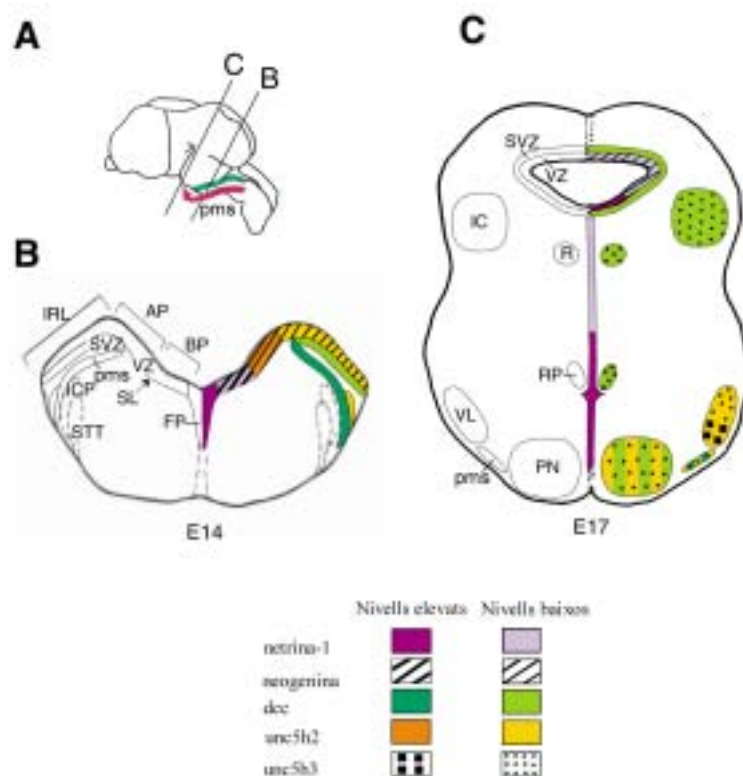 A
C
B
pms
B
IRL
AP
BP
SVZ
VZ
pms
ICP
SL
STT
FP
E14
C
SVZ
VZ
IC
R
RP
VL
PN
pms
E17
Nivells elevats Nivells baixos
netrina-1
neogenina
dcc
unc5h2
unc5h3